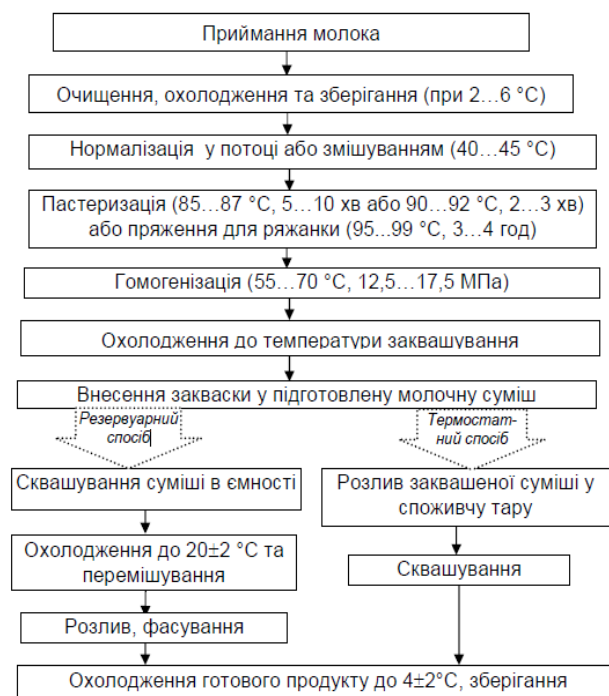 Приймання молока
Очищення, охолодження та зберігання (при 2…6 °С)
Нормалізація у потоці або змішуванням (40…45 °С)
Пастеризація (85…87 °С, 5…10 хв або 90…92 °С, 2…3 хв)
або пряження для ряжанки (95…99 °С, 3…4 год)
Гомогенізація (55…70 °С, 12,5…17,5 МПа)
Охолодження до температури заквашування
Внесення закваски у підготовлену молочну суміш
Резервуарний
спосіб
Термостат-
ний спосіб
Сквашування суміші в ємності
Розлив заквашеної суміші у
споживчу тару
Охолодження до 20±2 °С та
перемішування
Сквашування
Розлив, фасування
Охолодження готового продукту до 4±2°С, зберігання